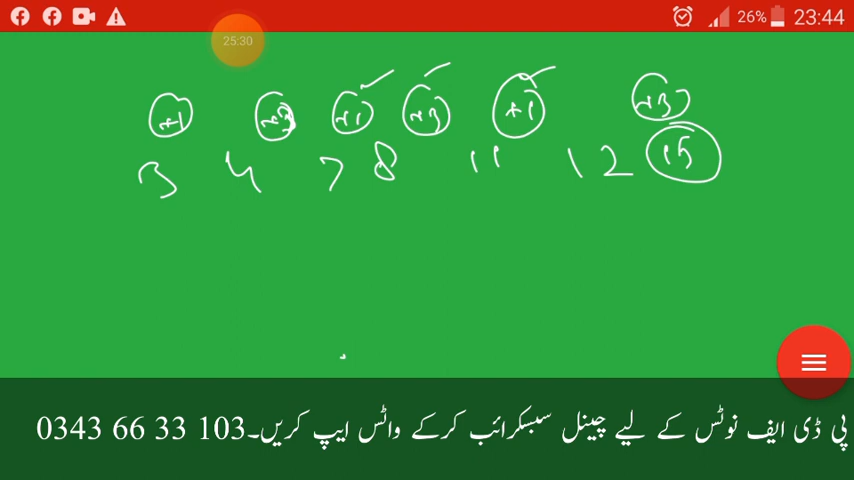 26% 23:44
25:30
+1 +3 +1 +3 +1 +3
3 4 7 8 11 12 15
پی ڈی ایف نوٹس کے لیے چینل سبسکرائب کرکے واٹس ایپ کریں۔103 33 66 0343